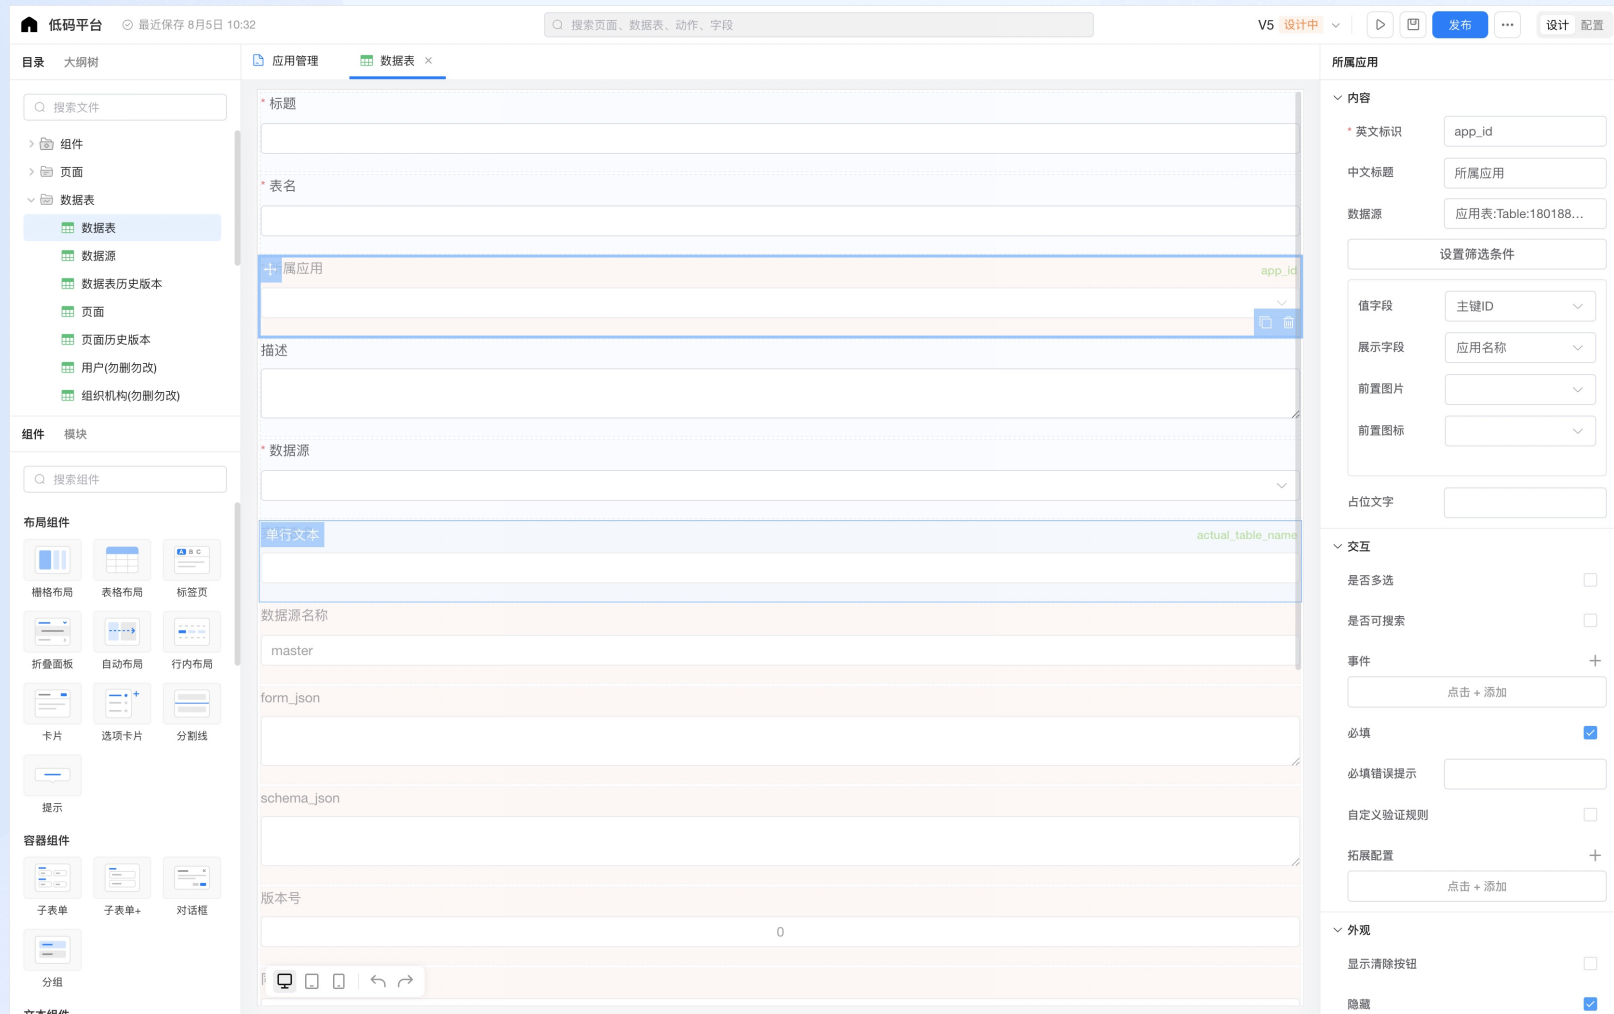 低码平台
最近保存 8月5日 10:32
搜索页面、数据表、动作、字段
V5 设计中
发布
设计 配置
目录 大纲树
搜索文件
组件
页面
数据表
数据表
数据源
数据表历史版本
页面
页面历史版本
用户(勿删勿改)
组织机构(勿删勿改)
组件 模块
搜索组件
布局组件
栅格布局 表格布局 标签页
折叠面板 自动布局 行内布局
卡片 选项卡片 分割线
提示
容器组件
子表单 子表单+ 对话框
分组
文本组件
应用管理 数据表
* 标题
* 表名
属应用 app_id
描述
* 数据源
单行文本 actual_table_name
数据源名称
master
form_json
schema_json
版本号
0
所属应用
内容
* 英文标识 app_id
中文标题 所属应用
数据源 应用表:Table:180188...
设置筛选条件
值字段 主键ID
展示字段 应用名称
前置图片
前置图标
占位文字
交互
是否多选
是否可搜索
事件
点击 + 添加
必填
必填错误提示
自定义验证规则
拓展配置
点击 + 添加
外观
显示清除按钮
隐藏